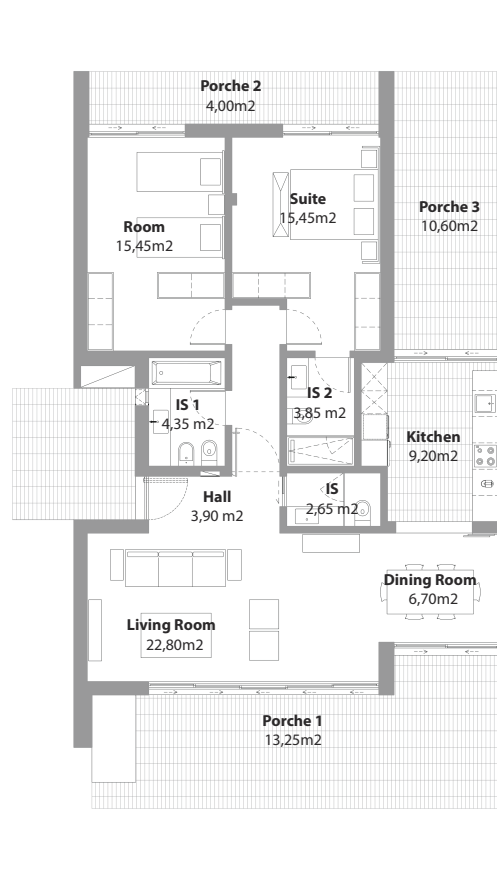 Porche 2
4,00m2
Suite
15,45m2
Room
15,45m2
Porche 3
10,60m2
IS 1
4,35 m2
IS 2
3,85 m2
Kitchen
9,20m2
Hall
3,90 m2
IS
2,65 m2
Dining Room
6,70m2
Living Room
22,80m2
Porche 1
13,25m2